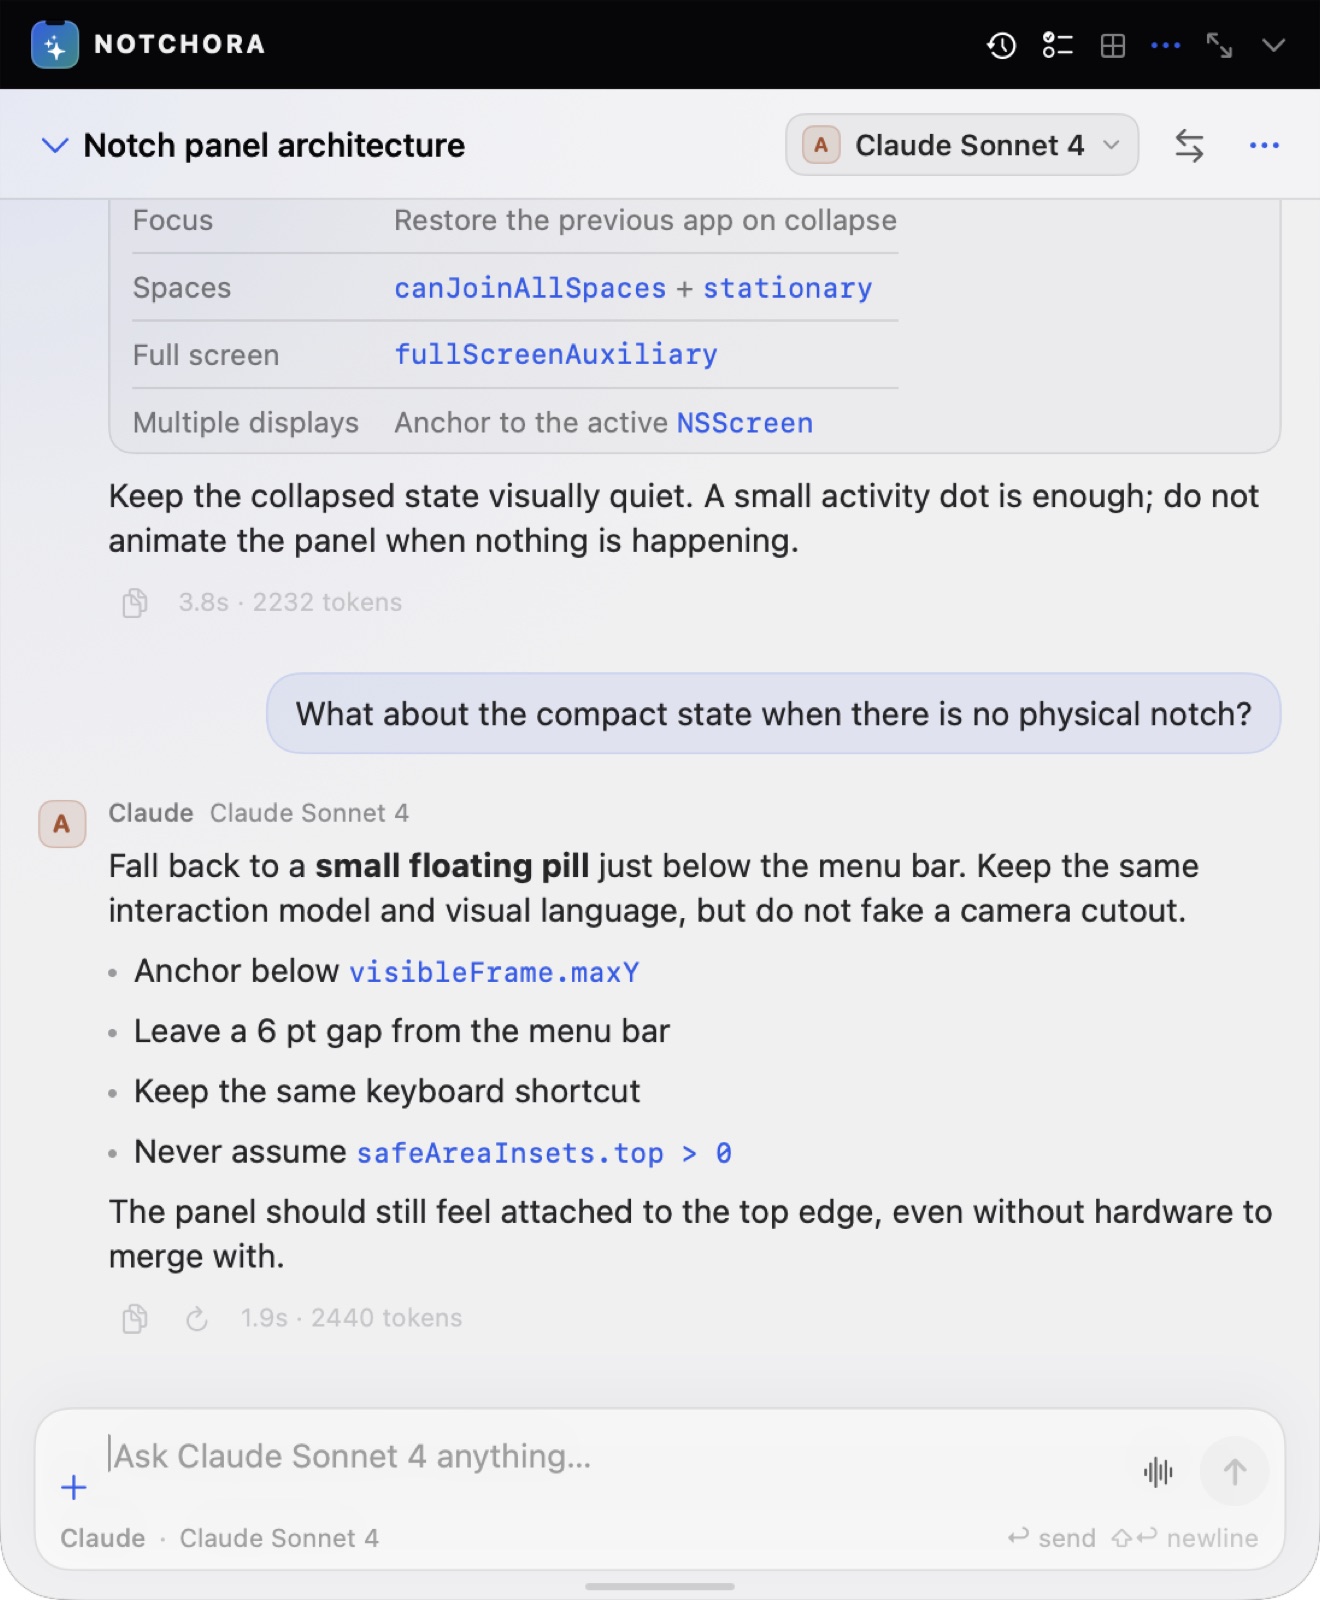 NOTCHORA
Notch panel architecture
A Claude Sonnet 4
Focus Restore the previous app on collapse
Spaces canJoinAllSpaces + stationary
Full screen fullScreenAuxiliary
Multiple displays Anchor to the active NSScreen
Keep the collapsed state visually quiet. A small activity dot is enough; do not
animate the panel when nothing is happening.
3.8s · 2232 tokens
What about the compact state when there is no physical notch?
A Claude Claude Sonnet 4
Fall back to a small floating pill just below the menu bar. Keep the same
interaction model and visual language, but do not fake a camera cutout.
• Anchor below visibleFrame.maxY
• Leave a 6 pt gap from the menu bar
• Keep the same keyboard shortcut
• Never assume safeAreaInsets.top > 0
The panel should still feel attached to the top edge, even without hardware to
merge with.
1.9s · 2440 tokens
Ask Claude Sonnet 4 anything...
Claude · Claude Sonnet 4
↩ send ⇧↩ newline